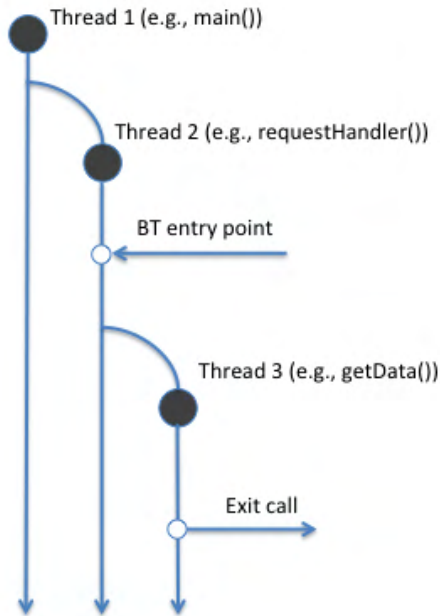 Thread 1 (e.g., main())
Thread 2 (e.g., requestHandler())
BT entry point
Thread 3 (e.g., getData())
Exit call